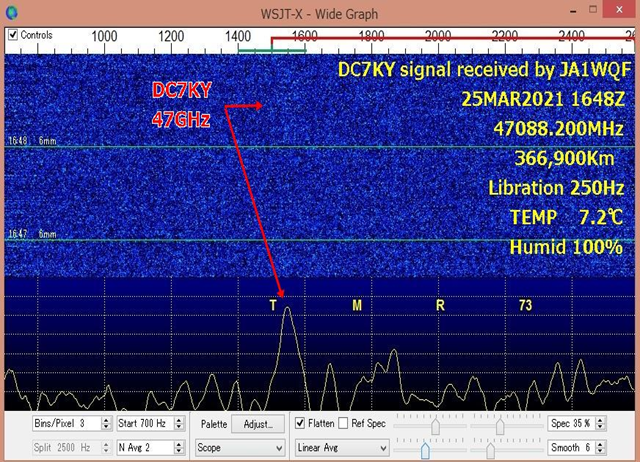 WSJT-X - Wide Graph
Controls
1000 1200 1400 1600 1800 2000 2200 2400
DC7KY signal received by JA1WQF
25MAR2021 1648Z
47088.200MHz
366,900Km
Libration 250Hz
TEMP 7.2℃
Humid 100%
DC7KY
47GHz
16:48 6mm
16:47 6mm
T M R 73
Bins/Pixel 3 Start 700 Hz Palette Adjust... Flatten Ref Spec Spec 35 %
Split 2500 Hz N Avg 2 Scope Linear Avg Smooth 6